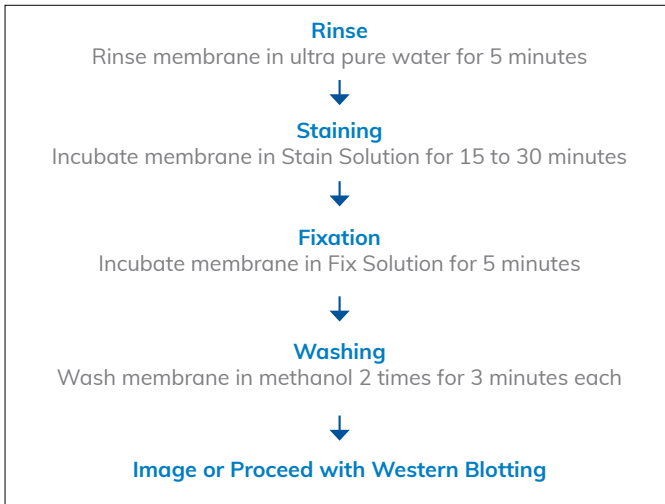 Rinse
Rinse membrane in ultra pure water for 5 minutes
Staining
Incubate membrane in Stain Solution for 15 to 30 minutes
Fixation
Incubate membrane in Fix Solution for 5 minutes
Washing
Wash membrane in methanol 2 times for 3 minutes each
Image or Proceed with Western Blotting